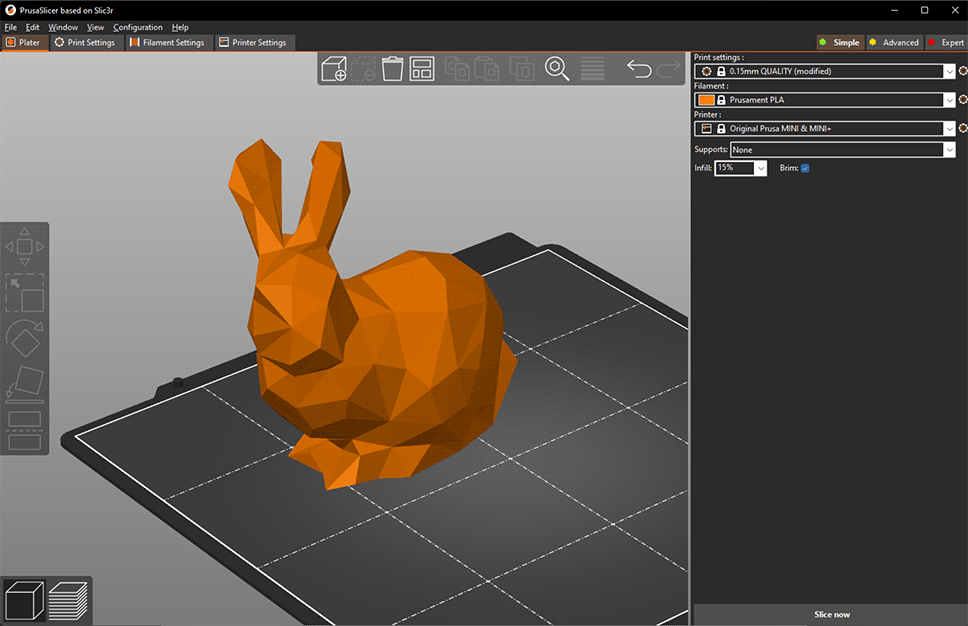 PrusaSlicer based on Slic3r
File Edit Window View Configuration Help
Plater Print Settings Filament Settings Printer Settings Simple Advanced Expert
Print settings :
0.15mm QUALITY (modified)
Filament :
Prusament PLA
Printer :
Original Prusa MINI & MINI+
Supports: None
Infill: 15% Brim:
Slice now